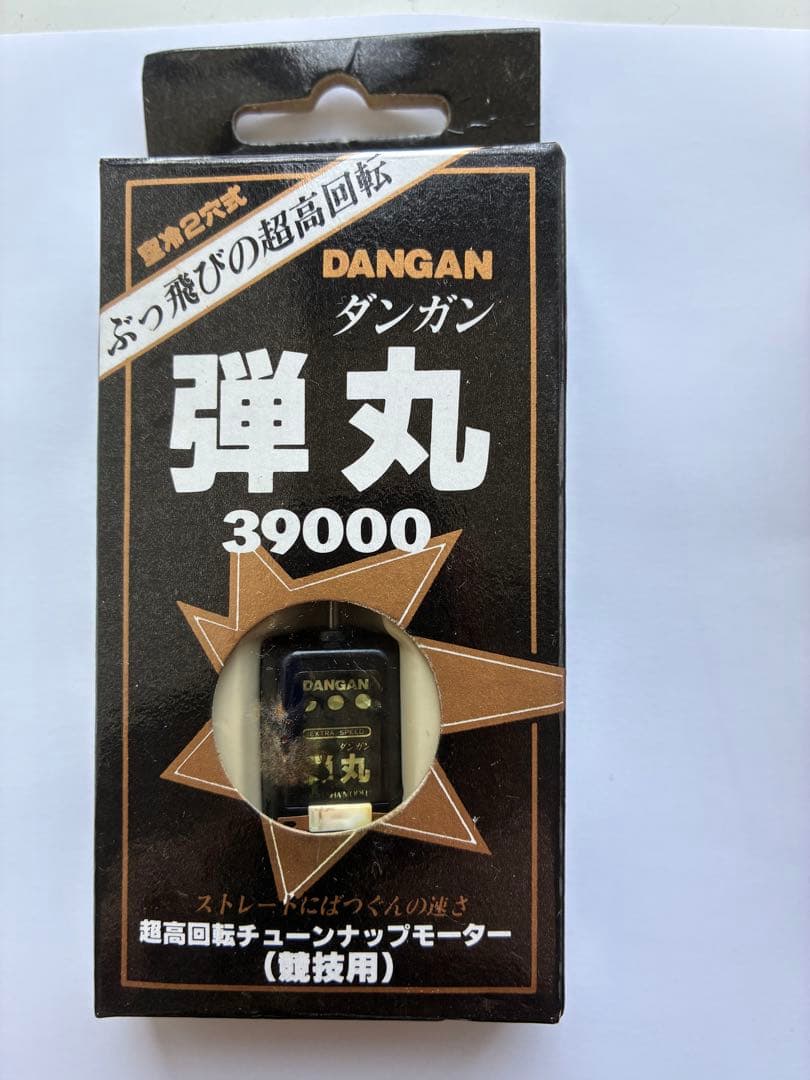 空冷2穴式
ぶっ飛びの超高回転
DANGAN
ダンガン
弾丸
39000
DANGAN
EXTRA SPEED
ダンガン
弾丸
ストレートにばつぐんの速さ
超高回転チューンナップモーター
（競技用）